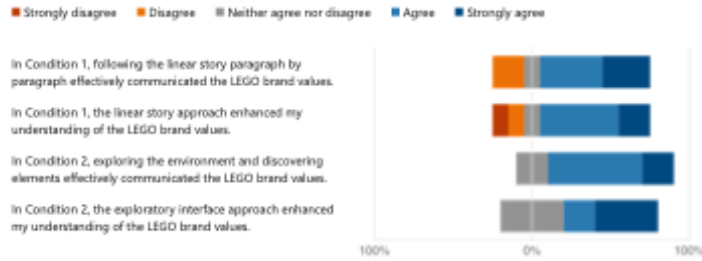 Strongly disagree Disagree Neither agree nor disagree Agree Strongly agree
In Condition 1, following the linear story paragraph by
paragraph effectively communicated the LEGO brand values.
In Condition 1, the linear story approach enhanced my
understanding of the LEGO brand values.
In Condition 2, exploring the environment and discovering
elements effectively communicated the LEGO brand values.
In Condition 2, the exploratory interface approach enhanced
my understanding of the LEGO brand values.
100% 0% 100%